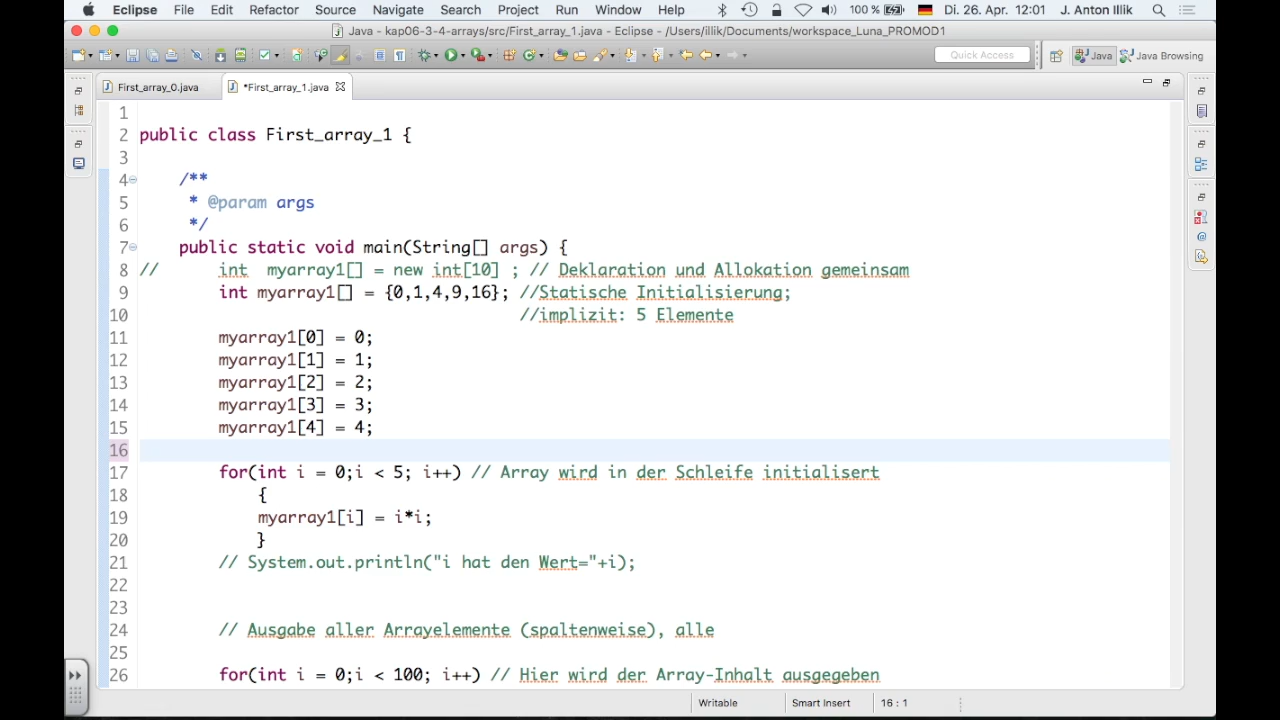 Eclipse File Edit Refactor Source Navigate Search Project Run Window Help 100 % Di. 26. Apr. 12:01 J. Anton Illik
Java - kap06-3-4-arrays/src/First_array_1.java - Eclipse - /Users/illik/Documents/workspace_Luna_PROMOD1
Quick Access Java Java Browsing
First_array_0.java *First_array_1.java
1
2 public class First_array_1 {
3
4 /**
5 * @param args
6 */
7 public static void main(String[] args) {
8 // int myarray1[] = new int[10] ; // Deklaration und Allokation gemeinsam
9 int myarray1[] = {0,1,4,9,16}; //Statische Initialisierung;
10 //implizit: 5 Elemente
11 myarray1[0] = 0;
12 myarray1[1] = 1;
13 myarray1[2] = 2;
14 myarray1[3] = 3;
15 myarray1[4] = 4;
16
17 for(int i = 0;i < 5; i++) // Array wird in der Schleife initialisert
18 {
19 myarray1[i] = i*i;
20 }
21 // System.out.println("i hat den Wert="+i);
22
23
24 // Ausgabe aller Arrayelemente (spaltenweise), alle
25
26 for(int i = 0;i < 100; i++) // Hier wird der Array-Inhalt ausgegeben
Writable Smart Insert 16 : 1